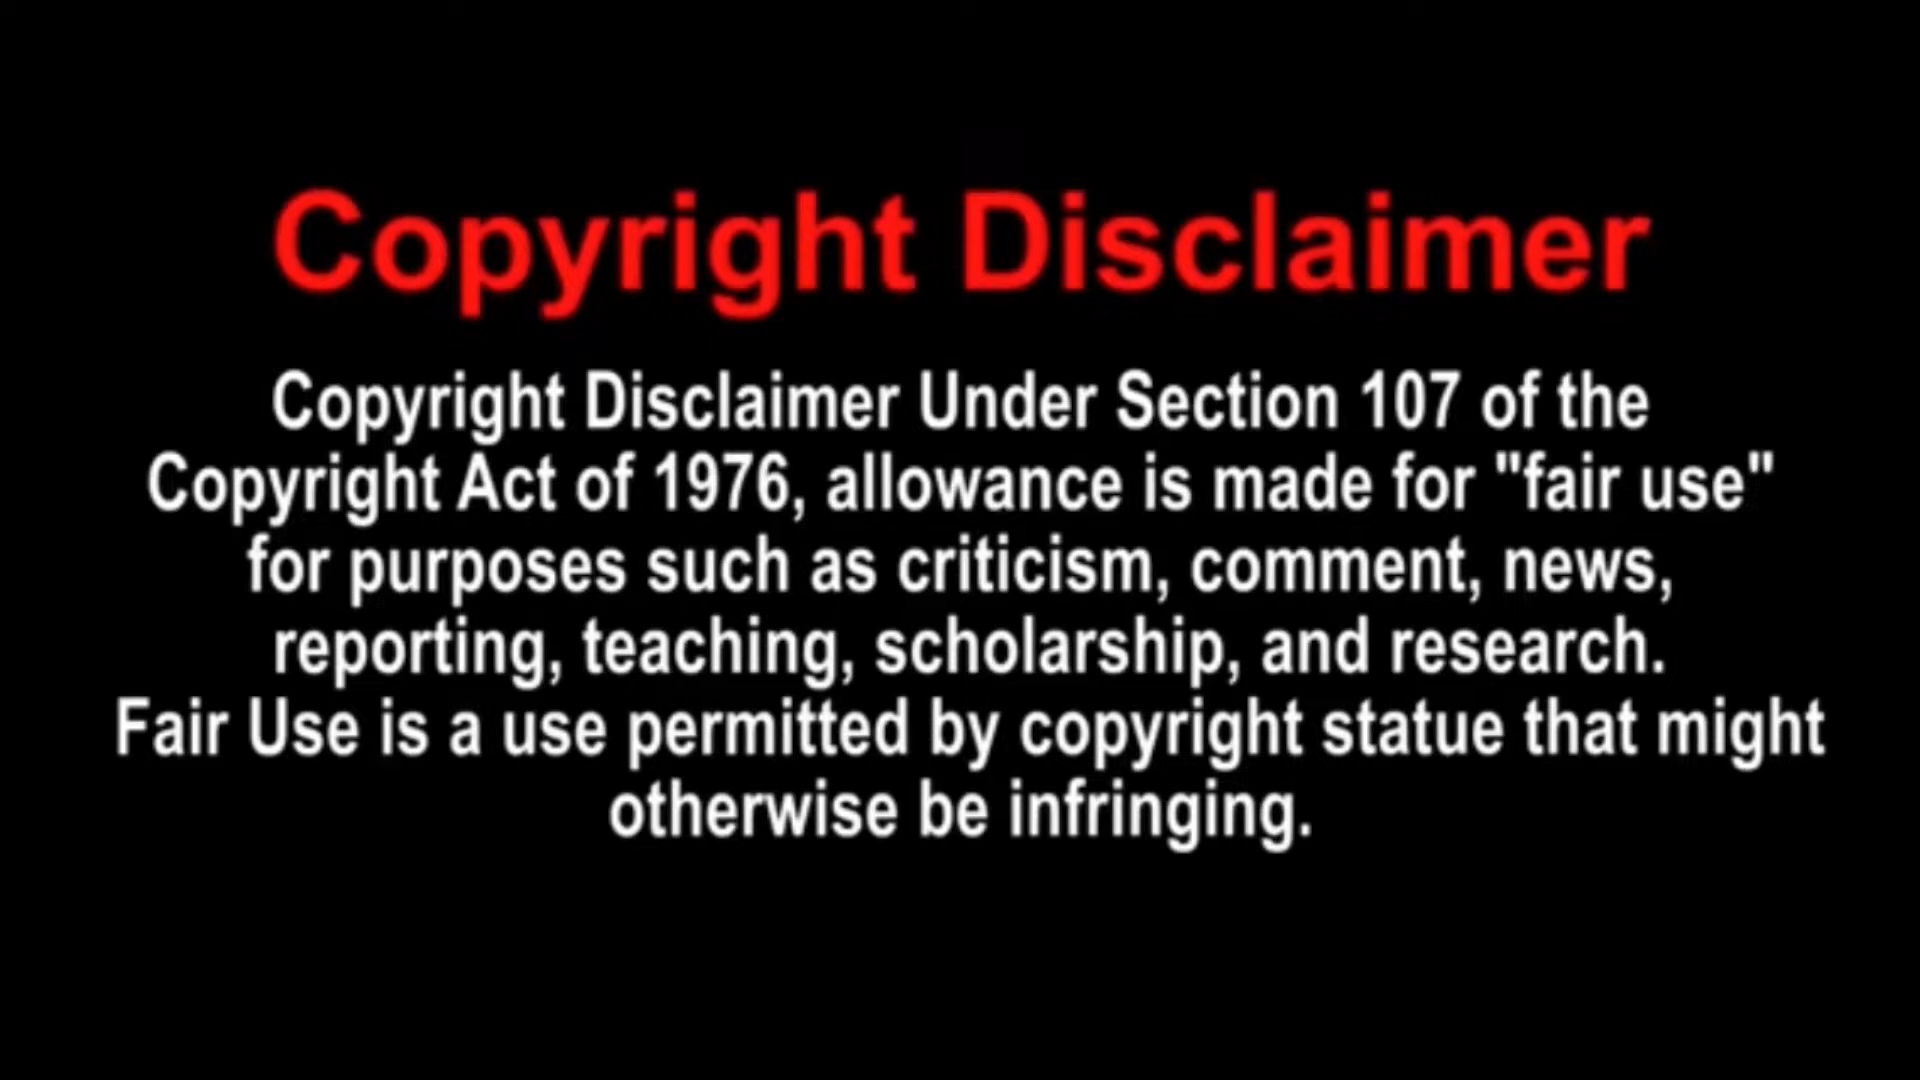 Copyright Disclaimer
Copyright Disclaimer Under Section 107 of the
Copyright Act of 1976, allowance is made for "fair use"
for purposes such as criticism, comment, news,
reporting, teaching, scholarship, and research.
Fair Use is a use permitted by copyright statue that might
otherwise be infringing.